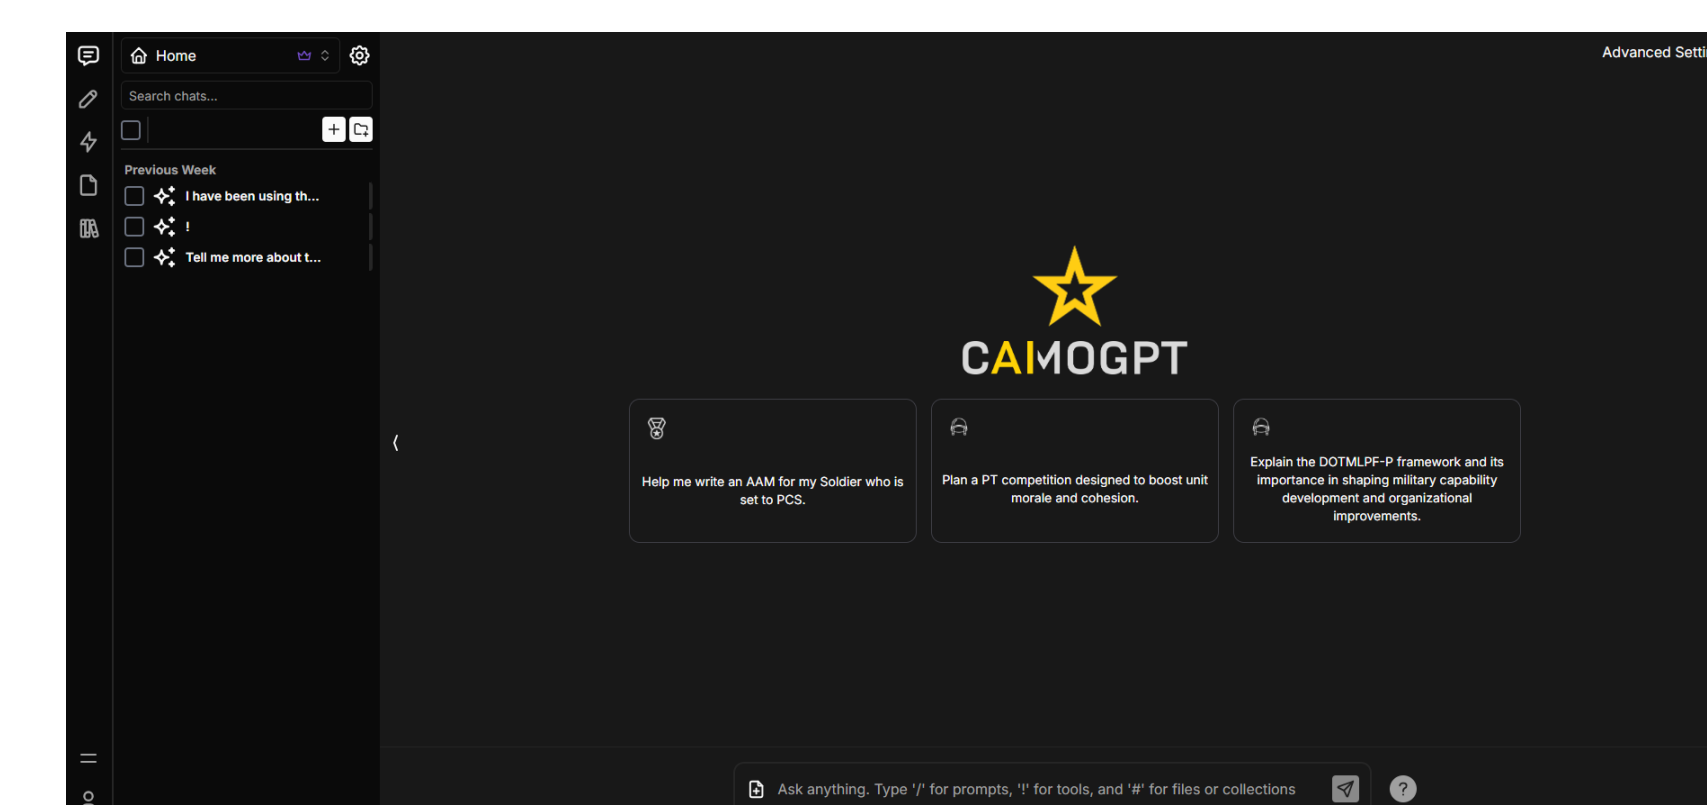 Home
Search chats...
Previous Week
I have been using th...
!
Tell me more about t...
Advanced Setti
CAIMOGPT
Help me write an AAM for my Soldier who is
set to PCS.
Plan a PT competition designed to boost unit
morale and cohesion.
Explain the DOTMLPF-P framework and its
importance in shaping military capability
development and organizational
improvements.
Ask anything. Type '/' for prompts, '!' for tools, and '#' for files or collections
?